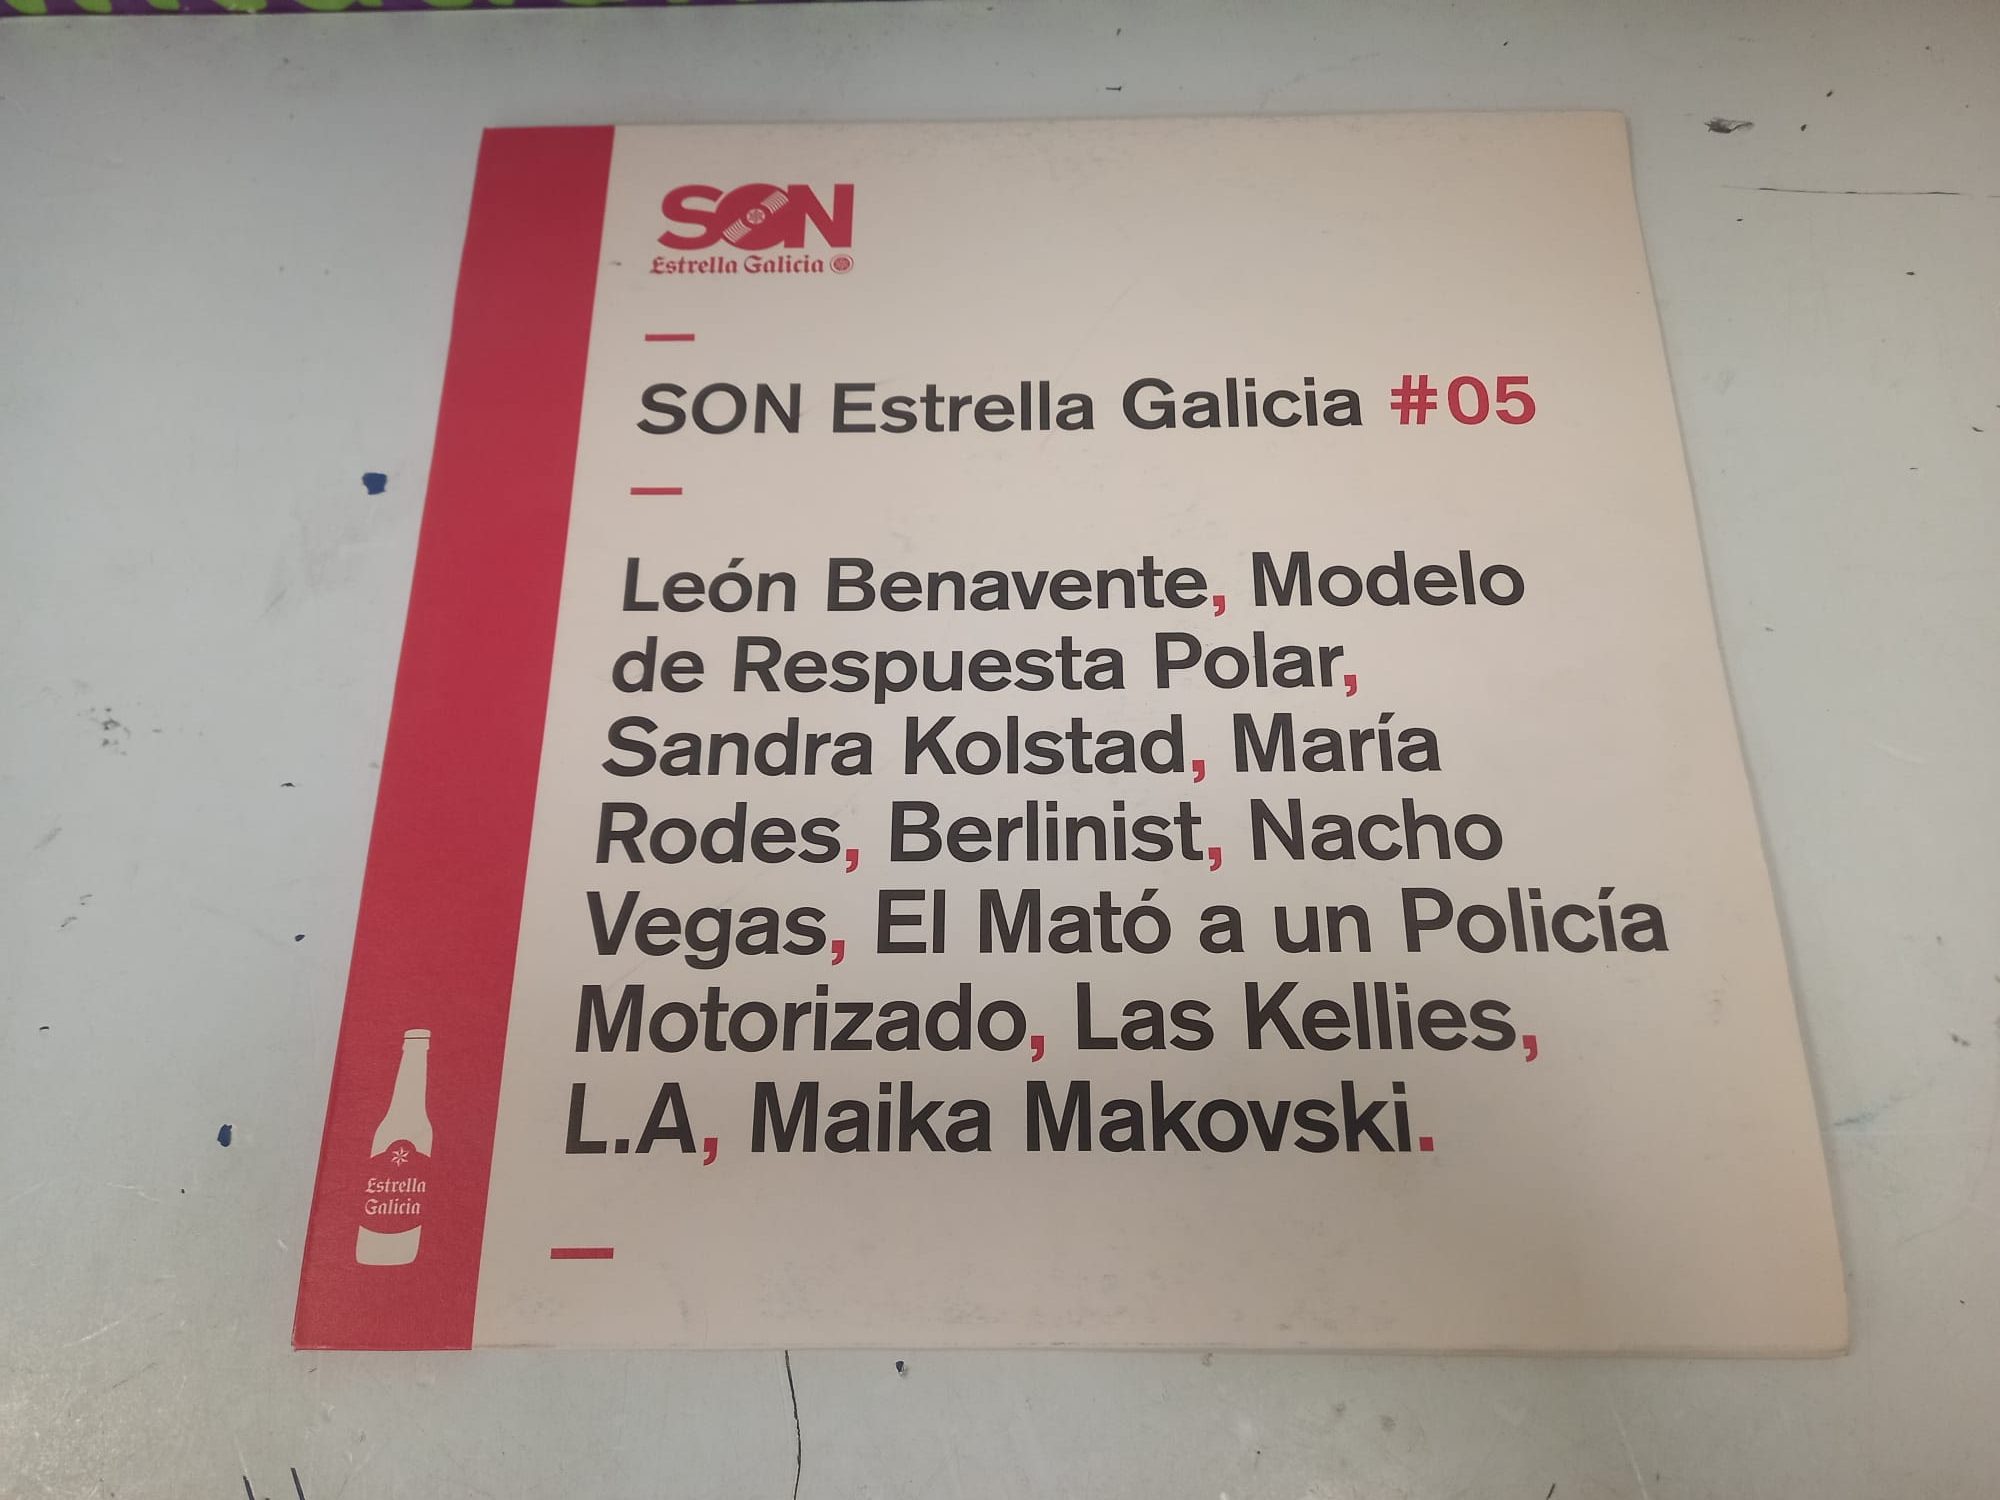 SON
Estrella Galicia
SON Estrella Galicia #05
León Benavente, Modelo
de Respuesta Polar,
Sandra Kolstad, María
Rodes, Berlinist, Nacho
Vegas, El Mató a un Policía
Motorizado, Las Kellies,
L.A, Maika Makovski.
Estrella
Galicia